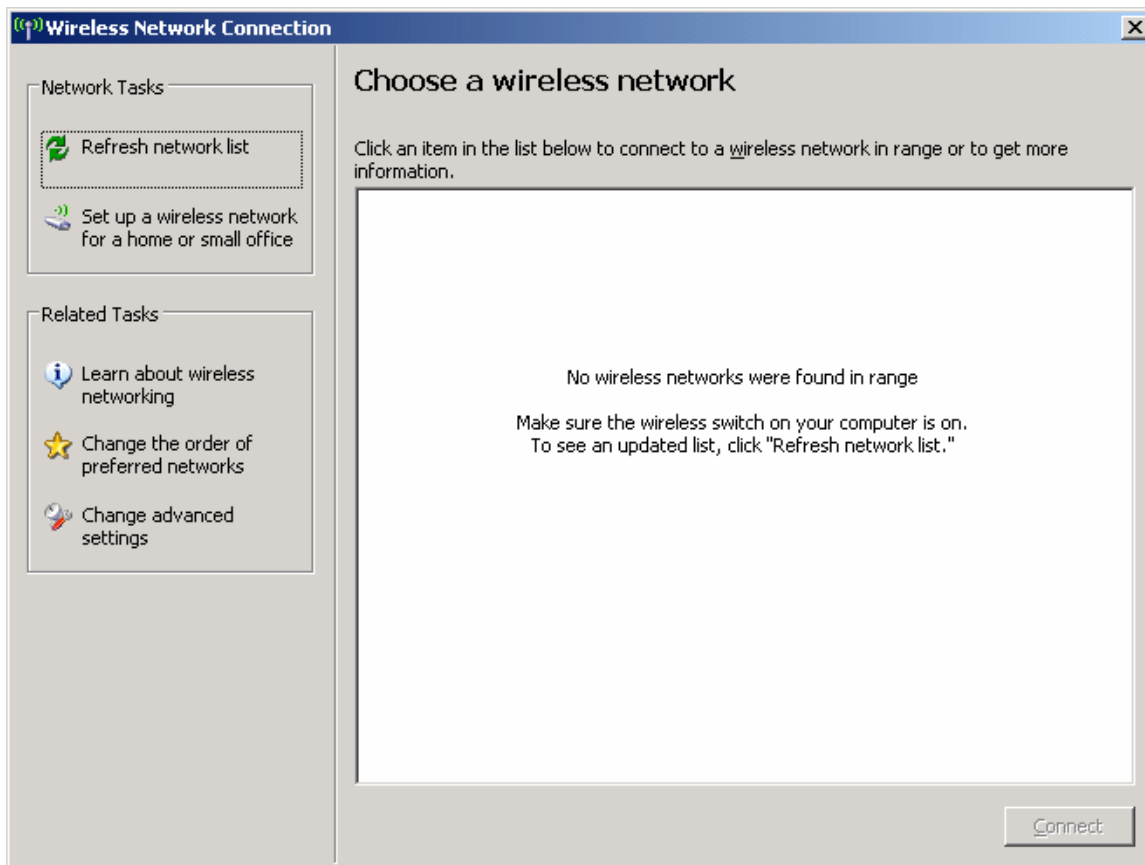 Wireless Network Connection
Network Tasks
Refresh network list
Set up a wireless network
for a home or small office
Related Tasks
Learn about wireless
networking
Change the order of
preferred networks
Change advanced
settings
Choose a wireless network
Click an item in the list below to connect to a wireless network in range or to get more
information.
No wireless networks were found in range
Make sure the wireless switch on your computer is on.
To see an updated list, click "Refresh network list."
Connect